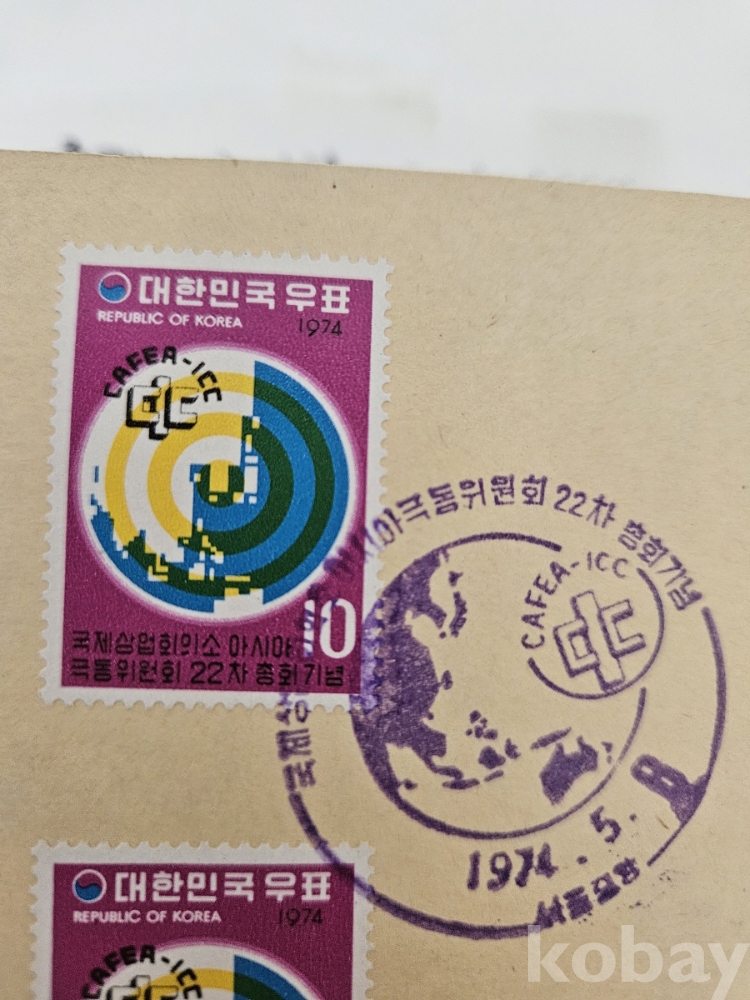 대한민국 우표
REPUBLIC OF KOREA
1974
CAFEA-ICC
10
국제상업회의소 아시아
극동위원회 22차 총회기념
아시아극동위원회 22차 총회기념
CAFEA-ICC
1974.5.8
대한민국 우표
REPUBLIC OF KOREA
1974
CAFEA-ICC
kobay